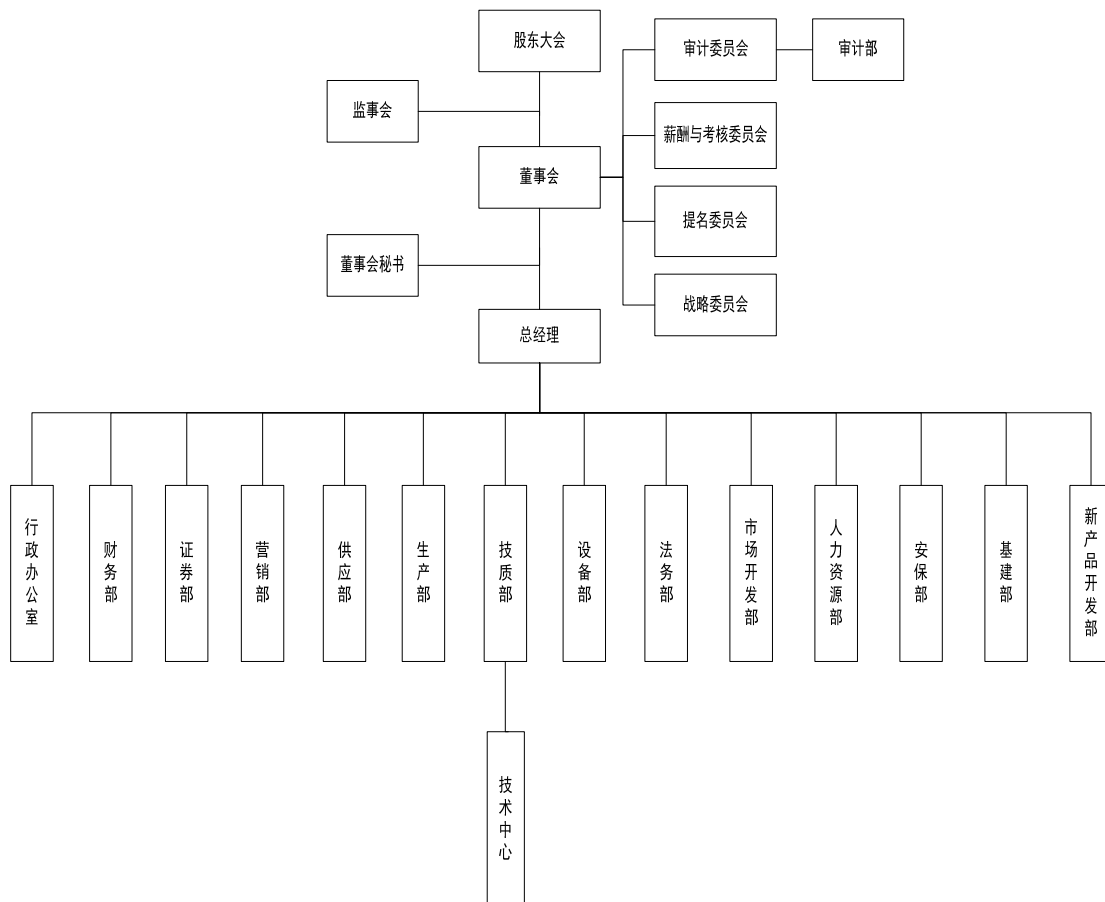 股东大会
审计委员会
审计部
监事会
薪酬与考核委员会
董事会
提名委员会
董事会秘书
战略委员会
总经理
行政办公室
财务部
证券部
营销部
供应部
生产部
技质部
设备部
法务部
市场开发部
人力资源部
安保部
基建部
新产品开发部
技术中心